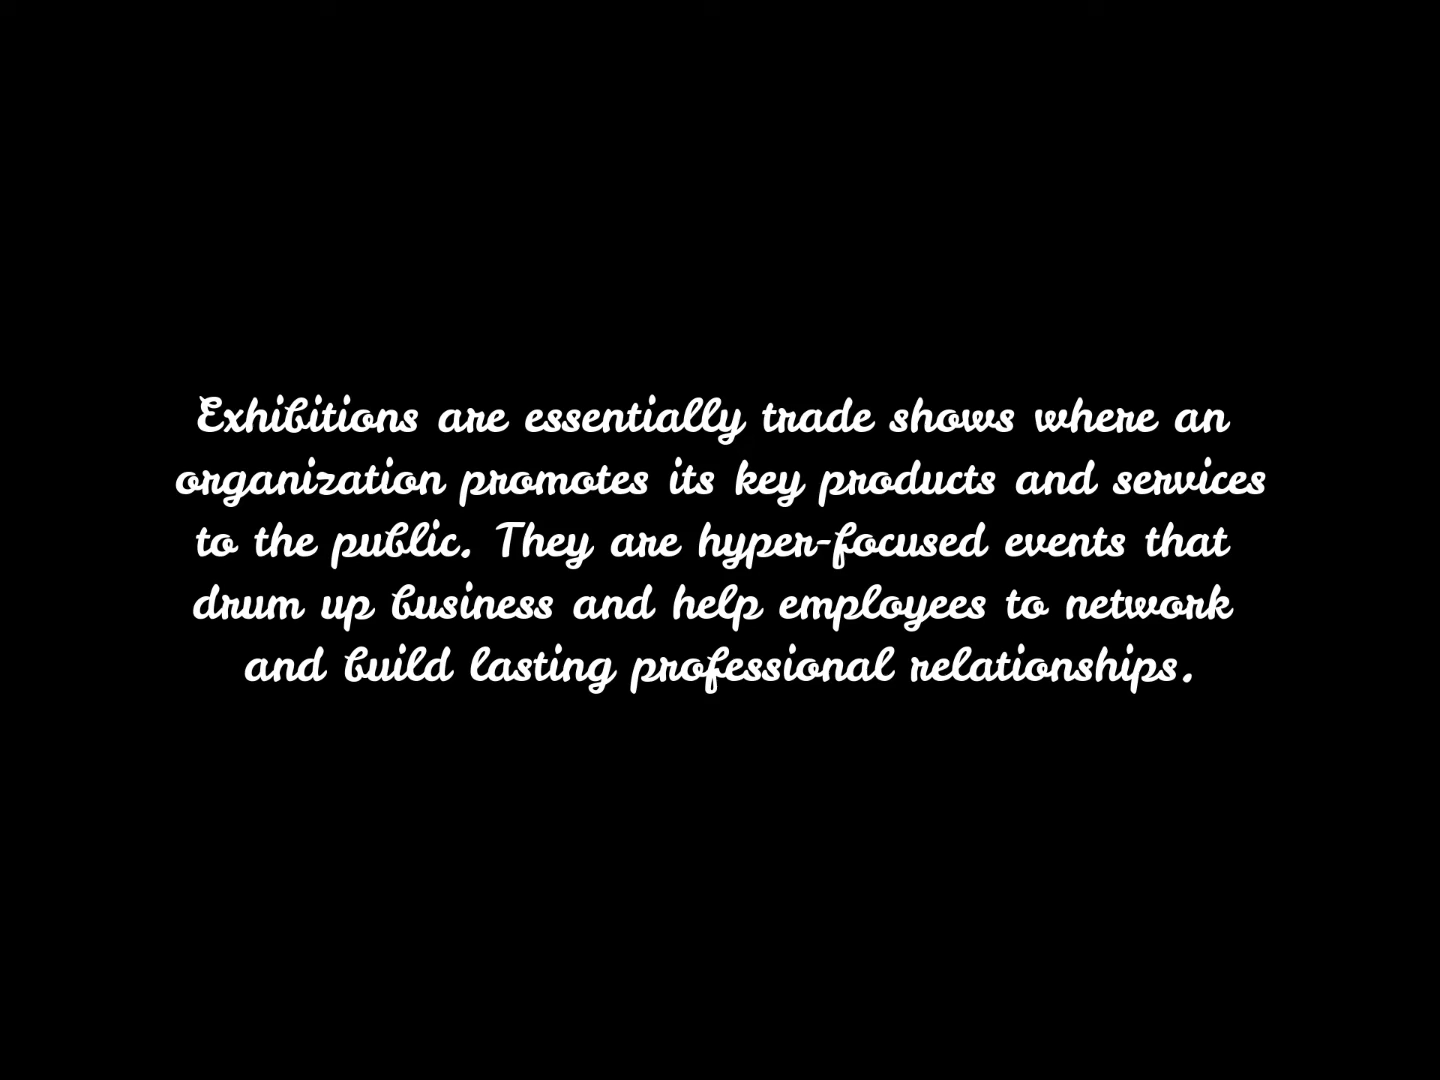 Exhibitions are essentially trade shows where an
organization promotes its key products and services
to the public. They are hyper-focused events that
drum up business and help employees to network
and build lasting professional relationships.